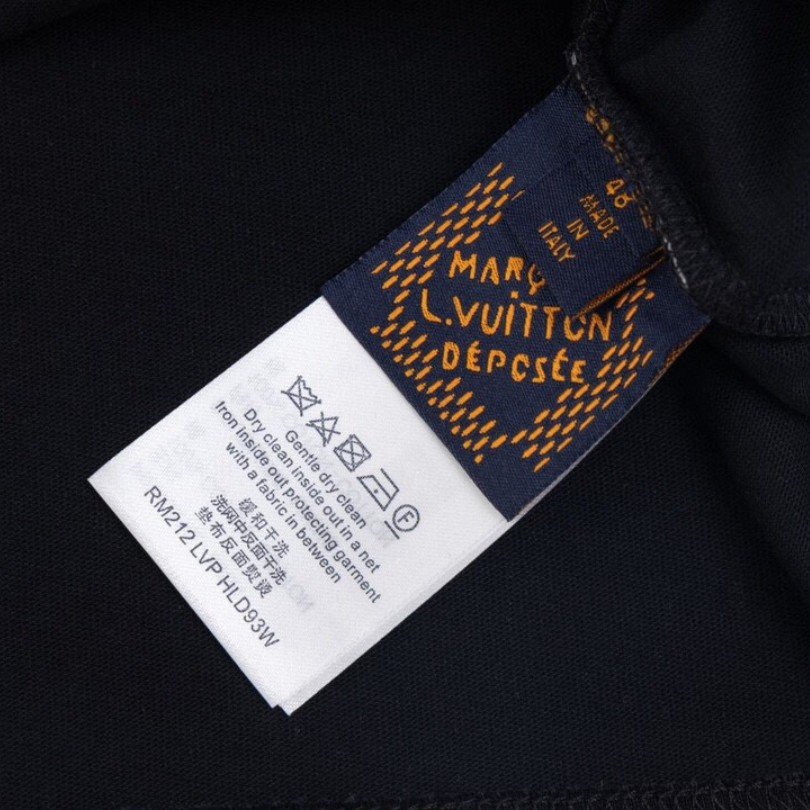 48
MADE
IN
ITALY
MARQ
L.VUITTON
DÉPOSÉE
F
Gentle dry clean
Dry clean inside out in a net
Iron inside out protecting garment
with a fabric in between
缓和干洗
洗网中反面干洗
垫布反面熨烫
RM212 LVP HLD93W